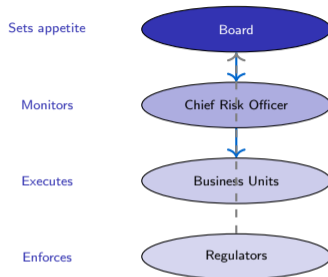 Sets appetite
Board
Monitors
Chief Risk Officer
Executes
Business Units
Enforces
Regulators